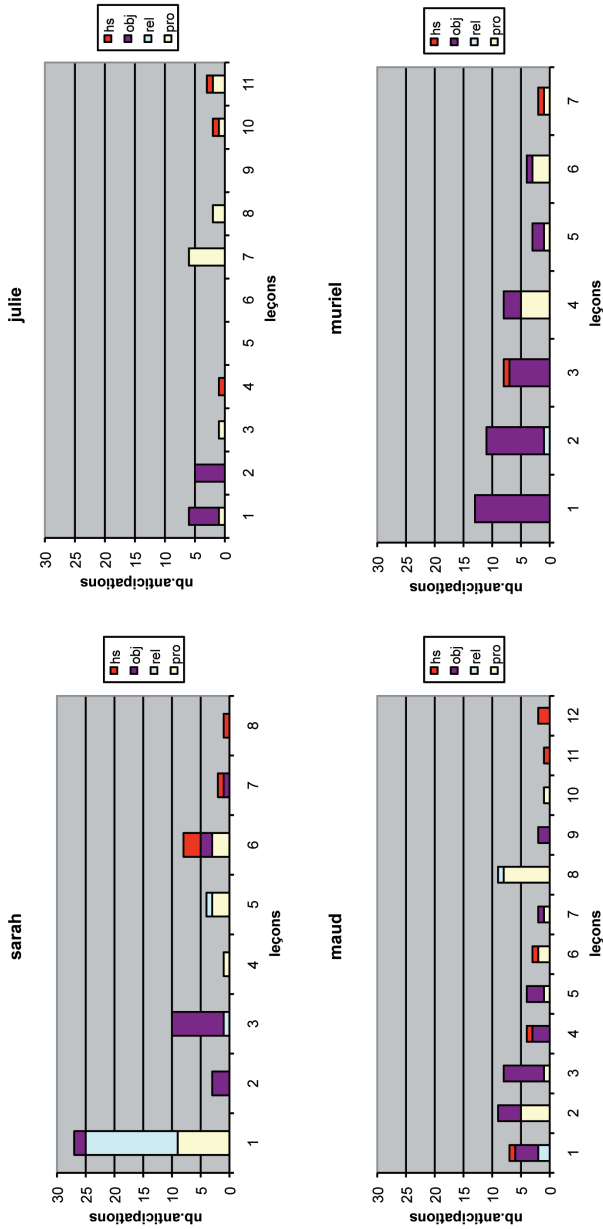 sarah
nb.anticipations
30
25
20
15
10
5
0
1 2 3 4 5 6 7 8
leçons
hs
obj
rel
pro
julie
nb.anticipations
30
25
20
15
10
5
0
1 2 3 4 5 6 7 8 9 10 11
leçons
hs
obj
rel
pro
maud
nb.anticipations
30
25
20
15
10
5
0
1 2 3 4 5 6 7 8 9 10 11 12
leçons
hs
obj
rel
pro
muriel
nb.anticipations
30
25
20
15
10
5
0
1 2 3 4 5 6 7
leçons
hs
obj
rel
pro